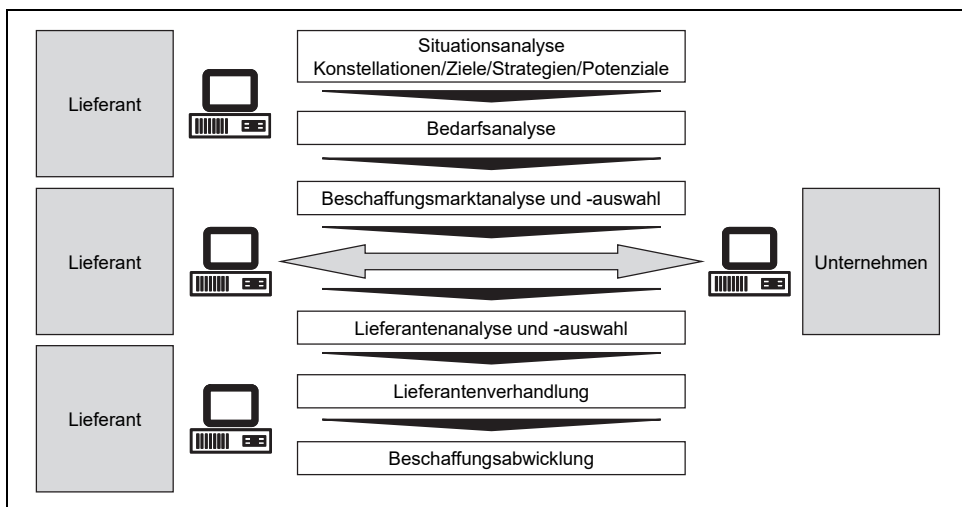 Situationsanalyse
Konstellationen/Ziele/Strategien/Potenziale
Lieferant
Bedarfsanalyse
Beschaffungsmarktanalyse und -auswahl
Lieferant
Unternehmen
Lieferantenanalyse und -auswahl
Lieferantenverhandlung
Lieferant
Beschaffungsabwicklung